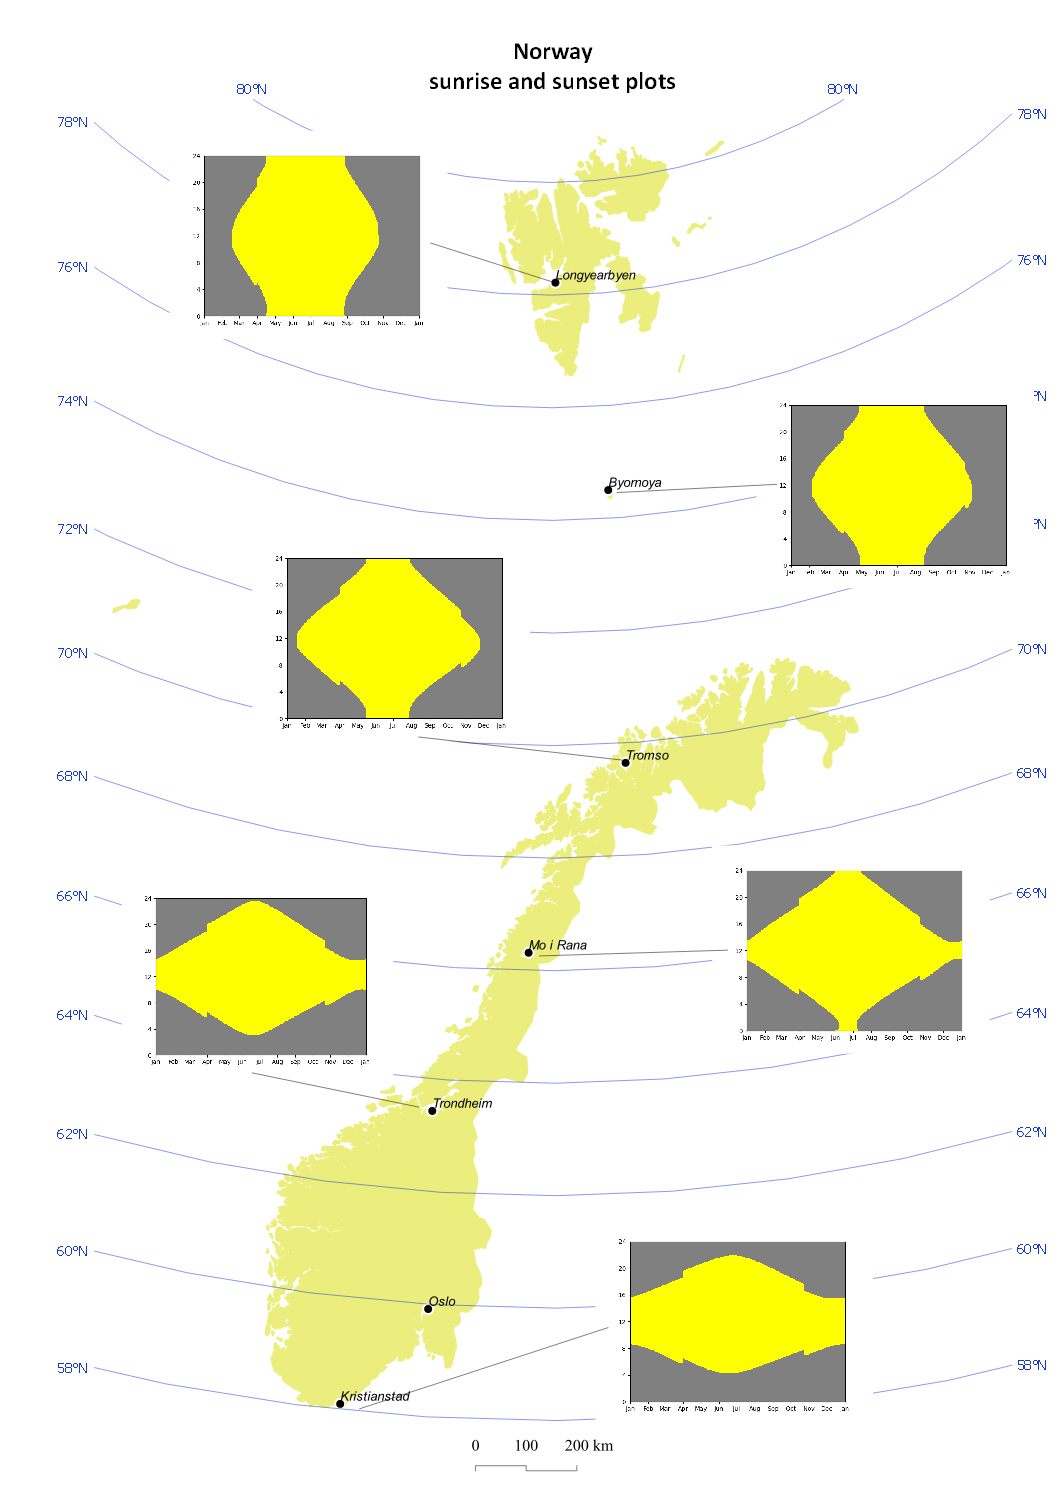 Norway
sunrise and sunset plots
80°N
80°N
78°N
78°N
24
20
16
12
8
4
0
Jan Feb Mar Apr May Jun Jul Aug Sep Oct Nov Dec Jan
76°N
76°N
Longyearbyen
74°N
°N
24
20
16
12
8
4
0
Jan Feb Mar Apr May Jun Jul Aug Sep Oct Nov Dec Jan
Byornoya
72°N
°N
24
20
16
12
8
4
0
Jan Feb Mar Apr May Jun Jul Aug Sep Oct Nov Dec Jan
70°N
70°N
Tromso
68°N
68°N
24
20
16
12
8
4
0
Jan Feb Mar Apr May Jun Jul Aug Sep Oct Nov Dec Jan
66°N
66°N
24
20
16
12
8
4
0
Jan Feb Mar Apr May Jun Jul Aug Sep Oct Nov Dec Jan
Mo i Rana
64°N
64°N
Trondheim
62°N
62°N
60°N
60°N
24
20
16
12
8
4
0
Jan Feb Mar Apr May Jun Jul Aug Sep Oct Nov Dec Jan
Oslo
58°N
58°N
Kristianstad
0 100 200 km